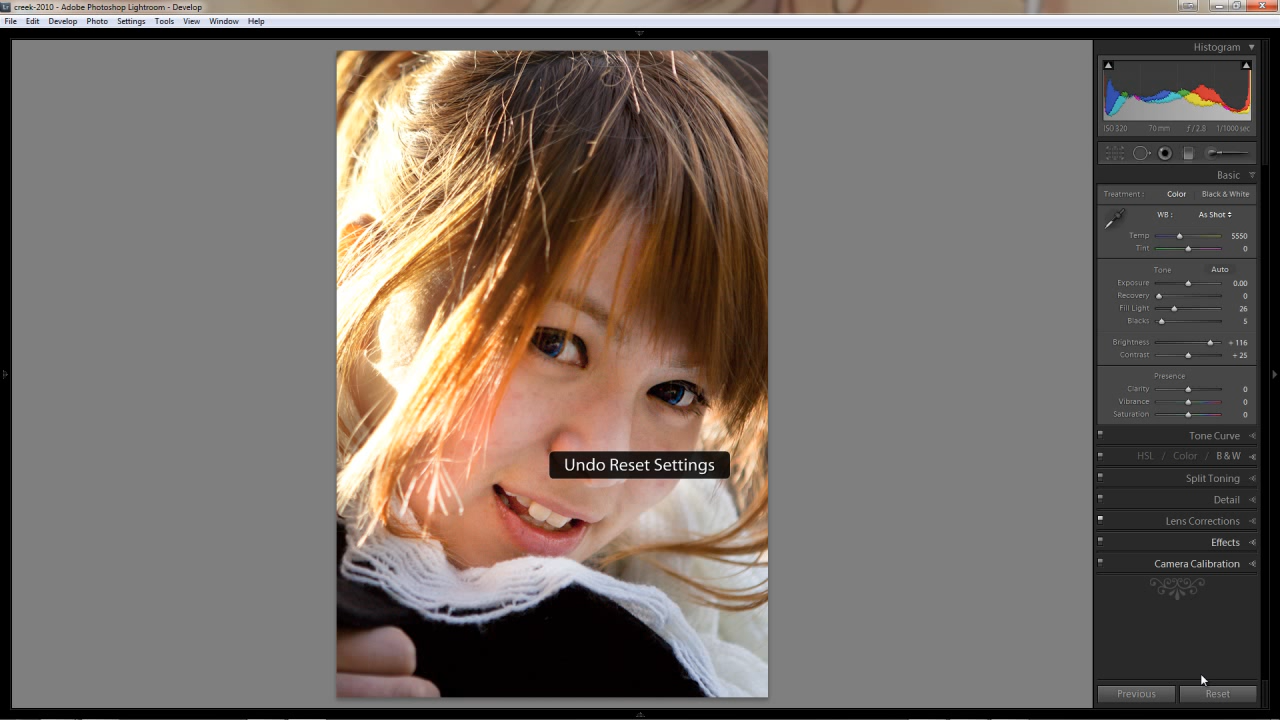 Lr creek-2010 - Adobe Photoshop Lightroom - Develop
File Edit Develop Photo Settings Tools View Window Help
Histogram
ISO 320 70 mm ƒ / 2.8 1/1000 sec
Basic
Treatment : Color Black & White
WB : As Shot
Temp 5550
Tint 0
Tone Auto
Exposure 0.00
Recovery 0
Fill Light 26
Blacks 5
Brightness + 116
Contrast + 25
Presence
Clarity 0
Vibrance 0
Saturation 0
Tone Curve
HSL / Color / B & W
Undo Reset Settings
Split Toning
Detail
Lens Corrections
Effects
Camera Calibration
Previous Reset